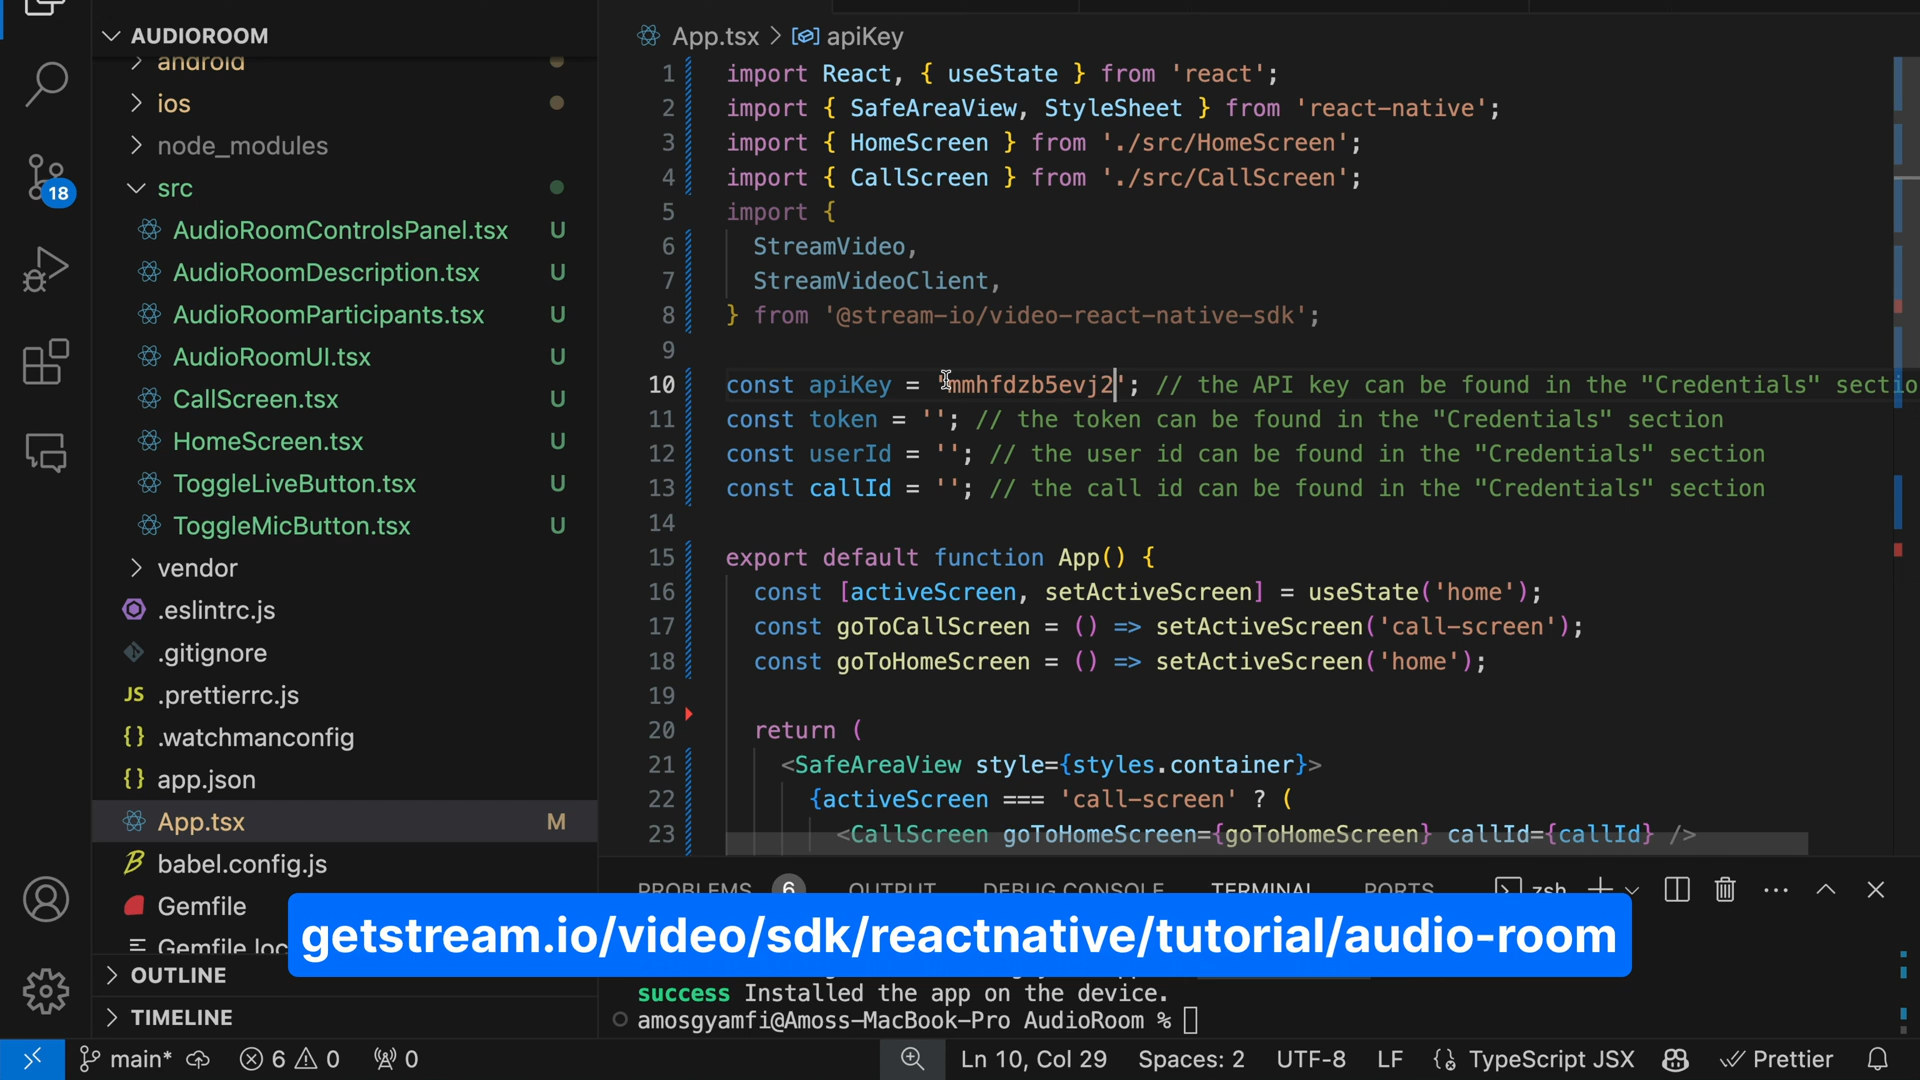 AUDIOROOM
android
ios
node_modules
18
src
AudioRoomControlsPanel.tsx U
AudioRoomDescription.tsx U
AudioRoomParticipants.tsx U
AudioRoomUI.tsx U
CallScreen.tsx U
HomeScreen.tsx U
ToggleLiveButton.tsx U
ToggleMicButton.tsx U
vendor
.eslintrc.js
.gitignore
JS .prettierrc.js
{} .watchmanconfig
{} app.json
App.tsx M
babel.config.js
Gemfile
Gemfile.loc
OUTLINE
TIMELINE
App.tsx > apiKey
1 import React, { useState } from 'react';
2 import { SafeAreaView, StyleSheet } from 'react-native';
3 import { HomeScreen } from './src/HomeScreen';
4 import { CallScreen } from './src/CallScreen';
5 import {
6 StreamVideo,
7 StreamVideoClient,
8 } from '@stream-io/video-react-native-sdk';
9
10 const apiKey = 'mmhfdzb5evj2'; // the API key can be found in the "Credentials" sectio
11 const token = ''; // the token can be found in the "Credentials" section
12 const userId = ''; // the user id can be found in the "Credentials" section
13 const callId = ''; // the call id can be found in the "Credentials" section
14
15 export default function App() {
16 const [activeScreen, setActiveScreen] = useState('home');
17 const goToCallScreen = () => setActiveScreen('call-screen');
18 const goToHomeScreen = () => setActiveScreen('home');
19
20 return (
21 <SafeAreaView style={styles.container}>
22 {activeScreen === 'call-screen' ? (
23 <CallScreen goToHomeScreen={goToHomeScreen} callId={callId} />
PROBLEMS 6 OUTPUT DEBUG CONSOLE TERMINAL PORTS zsh
getstream.io/video/sdk/reactnative/tutorial/audio-room
success Installed the app on the device.
amosgyamfi@Amoss-MacBook-Pro AudioRoom %
main* 6 0 0 Ln 10, Col 29 Spaces: 2 UTF-8 LF TypeScript JSX Prettier